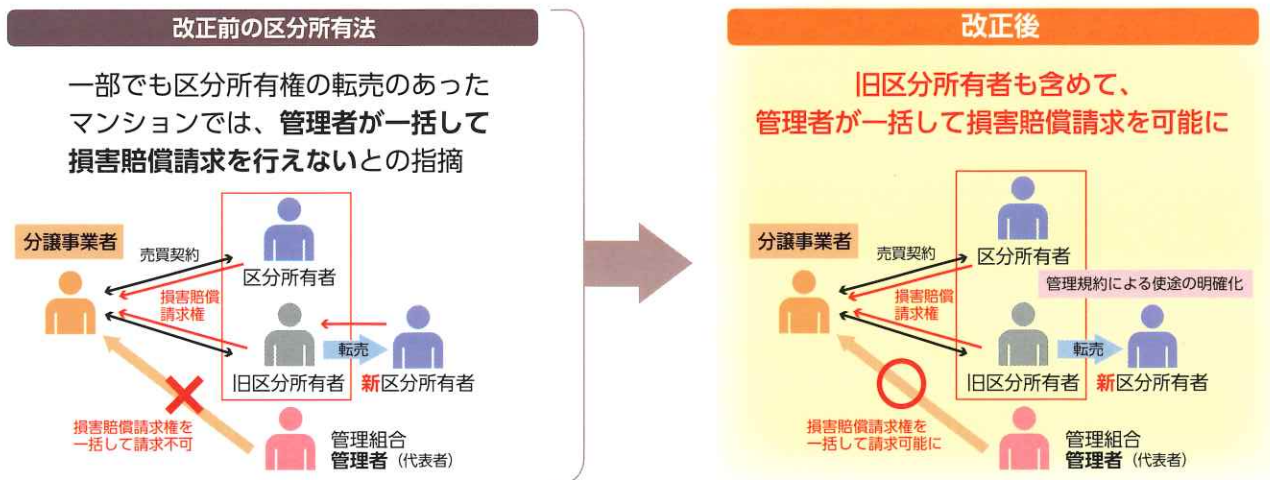 改正前の区分所有法
一部でも区分所有権の転売のあった
マンションでは、管理者が一括して
損害賠償請求を行えないとの指摘
分譲事業者
売買契約
区分所有者
損害賠償
請求権
転売
旧区分所有者
新区分所有者
損害賠償請求権を
一括して請求不可
管理組合
管理者（代表者）
改正後
旧区分所有者も含めて、
管理者が一括して損害賠償請求を可能に
分譲事業者
売買契約
区分所有者
管理規約による使途の明確化
損害賠償
請求権
転売
旧区分所有者
新区分所有者
損害賠償請求権を
一括して請求可能に
管理組合
管理者（代表者）